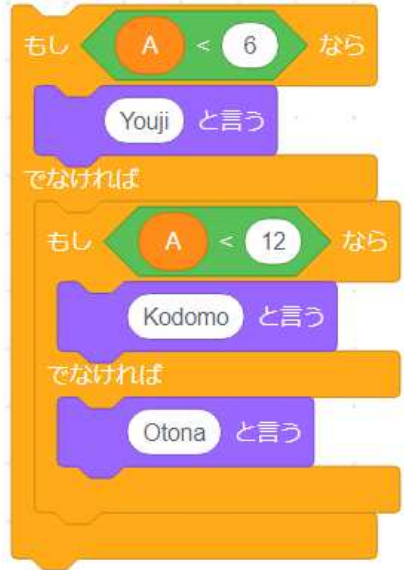 もし A < 6 なら
Youji と言う
でなければ
もし A < 12 なら
Kodomo と言う
でなければ
Otona と言う